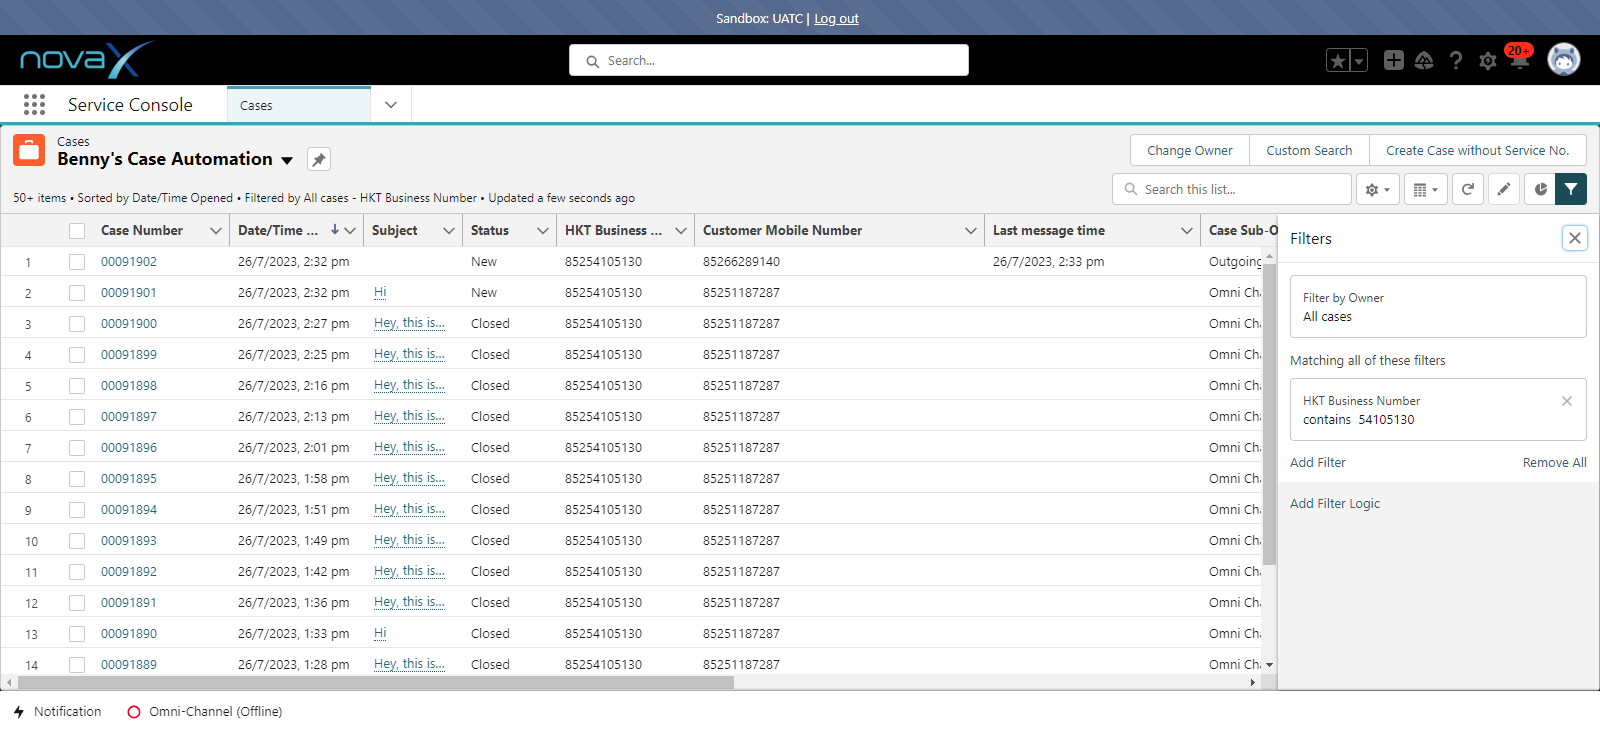 Sandbox: UATC | Log out
novaX Search... 20+
Service Console Cases
Cases
Benny's Case Automation
Change Owner Custom Search Create Case without Service No.
50+ items • Sorted by Date/Time Opened • Filtered by All cases - HKT Business Number • Updated a few seconds ago
Search this list...
Case Number Date/Time ... Subject Status HKT Business ... Customer Mobile Number Last message time Case Sub-O
1 00091902 26/7/2023, 2:32 pm New 85254105130 85266289140 26/7/2023, 2:33 pm Outgoing
2 00091901 26/7/2023, 2:32 pm Hi New 85254105130 85251187287 Omni Cha
3 00091900 26/7/2023, 2:27 pm Hey, this is... Closed 85254105130 85251187287 Omni Cha
4 00091899 26/7/2023, 2:25 pm Hey, this is... Closed 85254105130 85251187287 Omni Cha
5 00091898 26/7/2023, 2:16 pm Hey, this is... Closed 85254105130 85251187287 Omni Cha
6 00091897 26/7/2023, 2:13 pm Hey, this is... Closed 85254105130 85251187287 Omni Cha
7 00091896 26/7/2023, 2:01 pm Hey, this is... Closed 85254105130 85251187287 Omni Cha
8 00091895 26/7/2023, 1:58 pm Hey, this is... Closed 85254105130 85251187287 Omni Cha
9 00091894 26/7/2023, 1:51 pm Hey, this is... Closed 85254105130 85251187287 Omni Cha
10 00091893 26/7/2023, 1:49 pm Hey, this is... Closed 85254105130 85251187287 Omni Cha
11 00091892 26/7/2023, 1:42 pm Hey, this is... Closed 85254105130 85251187287 Omni Cha
12 00091891 26/7/2023, 1:36 pm Hey, this is... Closed 85254105130 85251187287 Omni Cha
13 00091890 26/7/2023, 1:33 pm Hi Closed 85254105130 85251187287 Omni Cha
14 00091889 26/7/2023, 1:28 pm Hey, this is... Closed 85254105130 85251187287 Omni Cha
Filters
Filter by Owner
All cases
Matching all of these filters
HKT Business Number
contains 54105130
Add Filter Remove All
Add Filter Logic
Notification Omni-Channel (Offline)